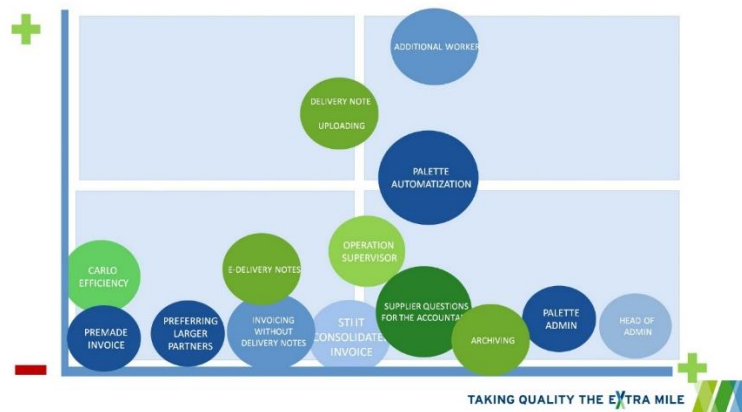 ADDITIONAL WORKER
DELIVERY NOTE
UPLOADING
PALETTE
AUTOMATIZATION
OPERATION
SUPERVISOR
CARLO
EFFICIENCY
E-DELIVERY NOTES
SUPPLIER QUESTIONS
FOR THE ACCOUNTAN
PREMADE
INVOICE
PREFERRING
LARGER
PARTNERS
INVOICING
WITHOUT
DELIVERY NOTES
CONSOLIDATE
INVOICE
ARCHIVING
PALETTE
ADMIN
HEAD OF
ADMIN
TAKING QUALITY THE EXTRA MILE